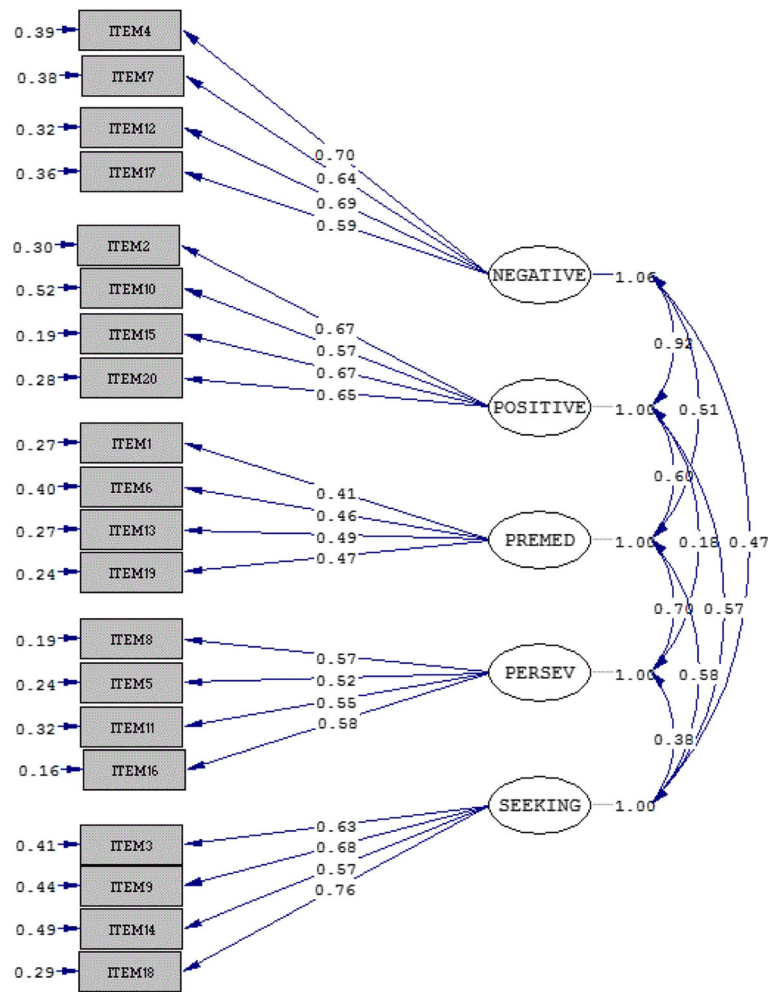 0.39 ITEM4
0.38 ITEM7
0.32 ITEM12
0.36 ITEM17
0.70
0.64
0.69
0.59
0.30 ITEM2
0.52 ITEM10
0.19 ITEM15
0.28 ITEM20
NEGATIVE 1.06
0.92
0.67
0.57
0.67
0.65
POSITIVE 1.00 0.51
0.27 ITEM1
0.40 ITEM6
0.27 ITEM13
0.24 ITEM19
0.41
0.46
0.49
0.47
0.60
PREMED 1.00 0.18 0.47
0.70 0.57
0.19 ITEM8
0.24 ITEM5
0.32 ITEM11
0.16 ITEM16
0.57
0.52
0.55
0.58
PERSEV 1.00 0.58
0.38
SEEKING 1.00
0.41 ITEM3
0.44 ITEM9
0.49 ITEM14
0.29 ITEM18
0.63
0.68
0.57
0.76